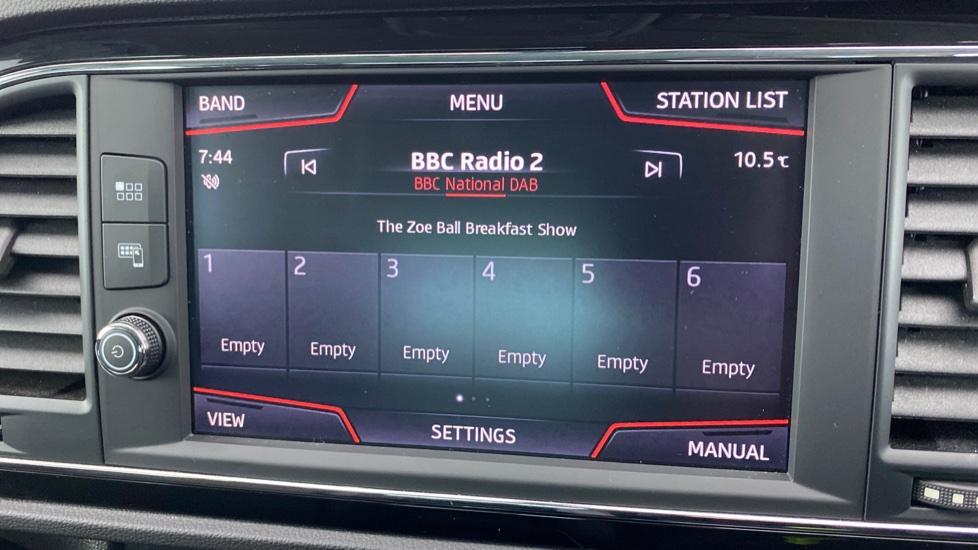 BAND MENU STATION LIST
7:44 BBC Radio 2 10.5℃
BBC National DAB
The Zoe Ball Breakfast Show
1 2 3 4 5 6
Empty Empty Empty Empty Empty Empty
VIEW SETTINGS MANUAL